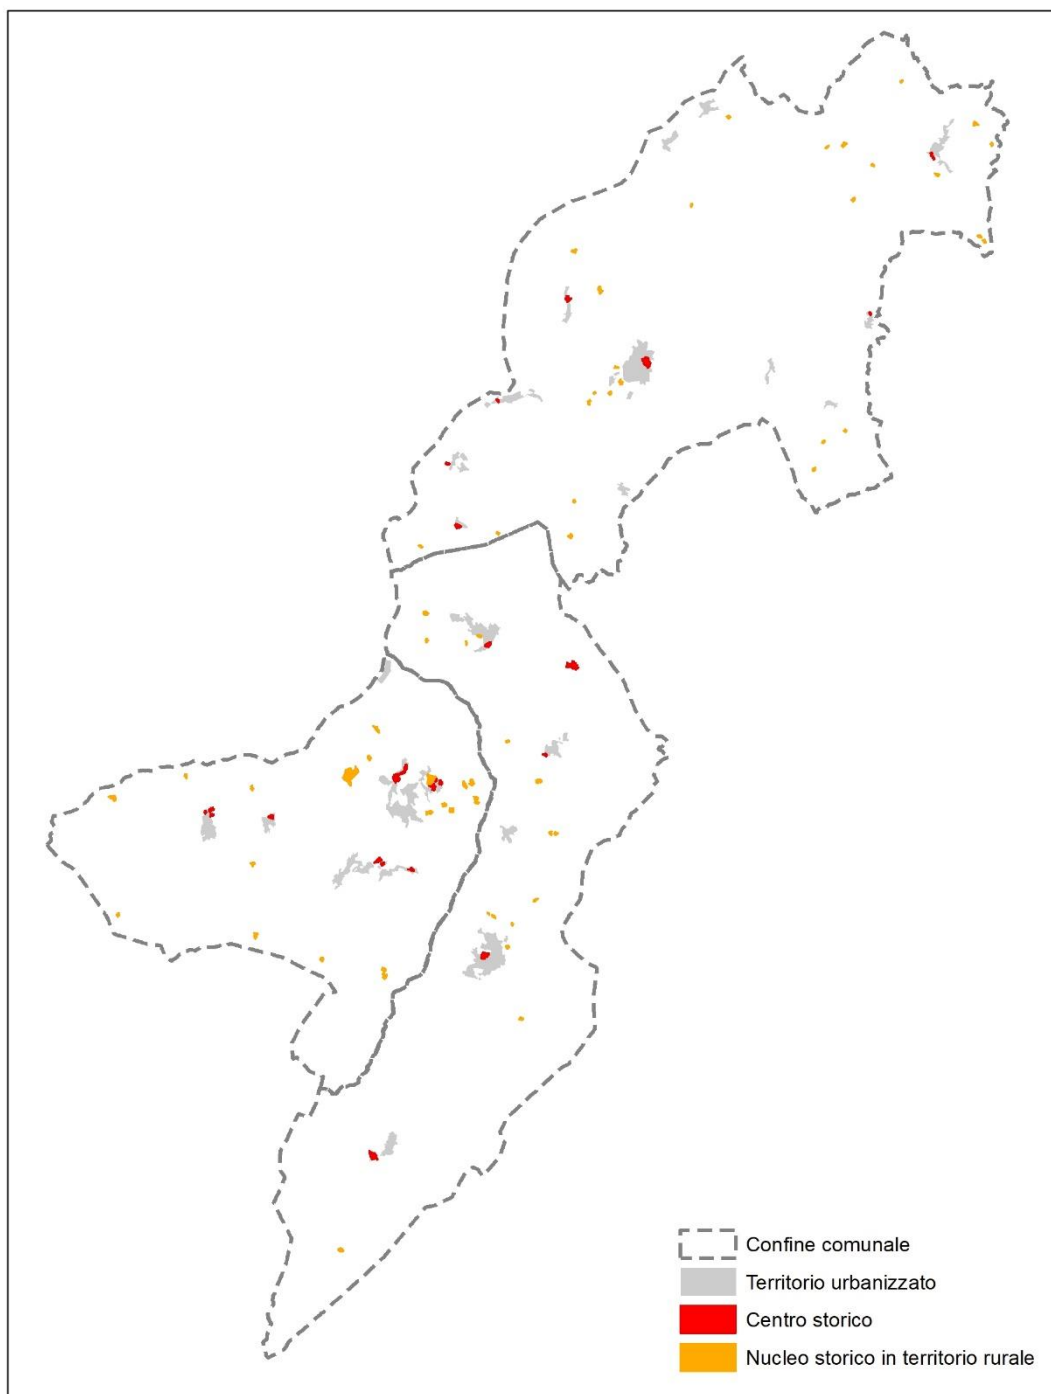 Confine comunale
Territorio urbanizzato
Centro storico
Nucleo storico in territorio rurale